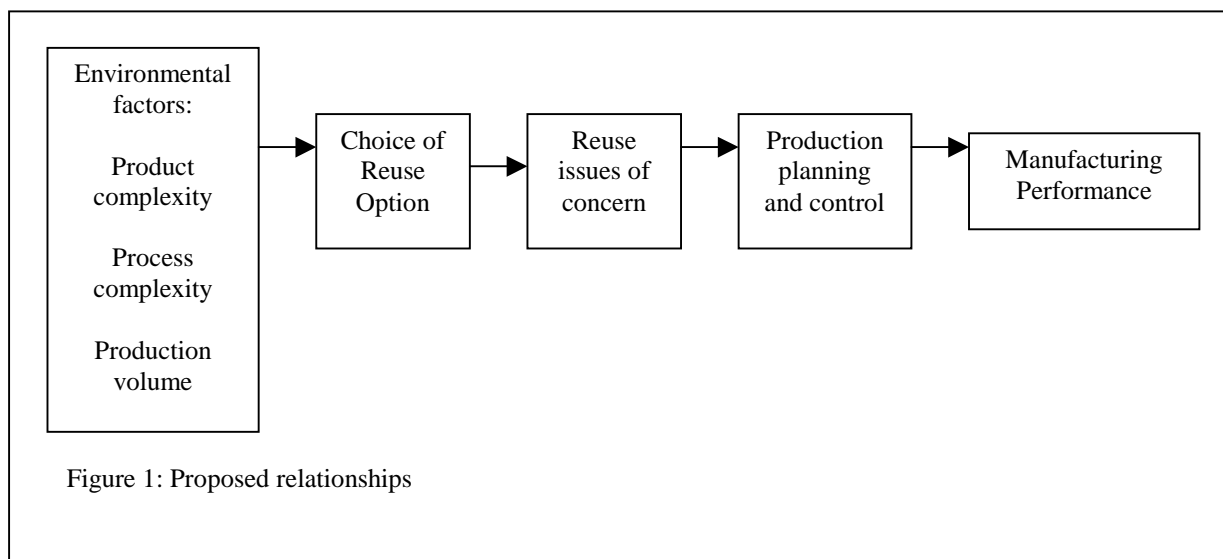 Environmental
factors:
Product
complexity
Process
complexity
Production
volume
Choice of
Reuse
Option
Reuse
issues of
concern
Production
planning
and control
Manufacturing
Performance
Figure 1: Proposed relationships